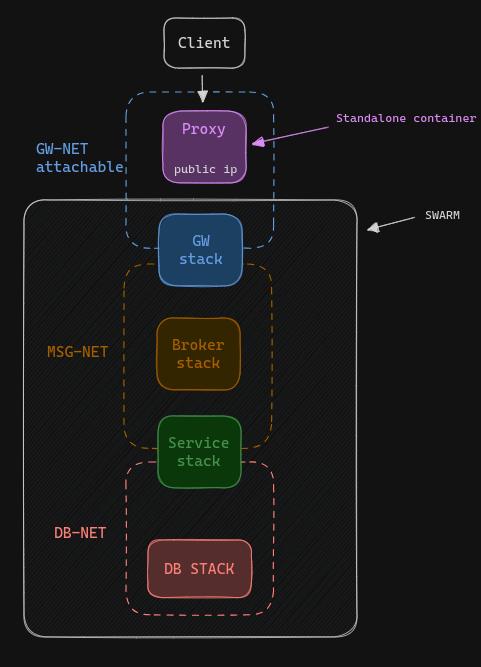 Client
Proxy
Standalone container
GW-NET
attachable
public ip
SWARM
GW
stack
Broker
stack
MSG-NET
Service
stack
DB-NET
DB STACK